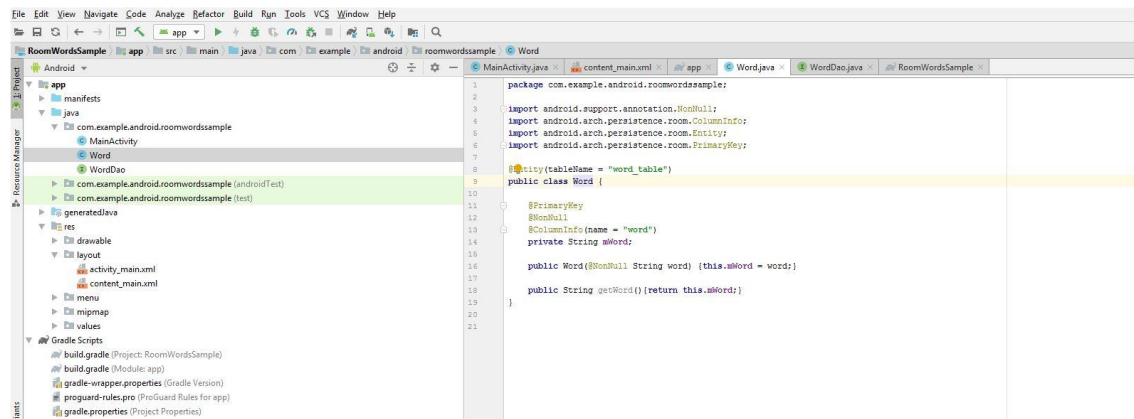 File Edit View Navigate Code Analyze Refactor Build Run Tools VCS Window Help
app
RoomWordsSample app src main java com example android roomwordssample Word
Android
MainActivity.java content_main.xml app Word.java WordDao.java RoomWordsSample
1: Project
Resource Manager
app
manifests
java
com.example.android.roomwordssample
MainActivity
Word
WordDao
com.example.android.roomwordssample (androidTest)
com.example.android.roomwordssample (test)
generatedJava
res
drawable
layout
activity_main.xml
content_main.xml
menu
mipmap
values
Gradle Scripts
build.gradle (Project: RoomWordsSample)
build.gradle (Module: app)
gradle-wrapper.properties (Gradle Version)
proguard-rules.pro (ProGuard Rules for app)
gradle.properties (Project Properties)
1 package com.example.android.roomwordssample;
2
3 import android.support.annotation.NonNull;
4 import android.arch.persistence.room.ColumnInfo;
5 import android.arch.persistence.room.Entity;
6 import android.arch.persistence.room.PrimaryKey;
7
8 @Entity(tableName = "word_table")
9 public class Word {
10
11 @PrimaryKey
12 @NonNull
13 @ColumnInfo(name = "word")
14 private String mWord;
15
16 public Word(@NonNull String word) {this.mWord = word;}
17
18 public String getWord(){return this.mWord;}
19 }
20
21